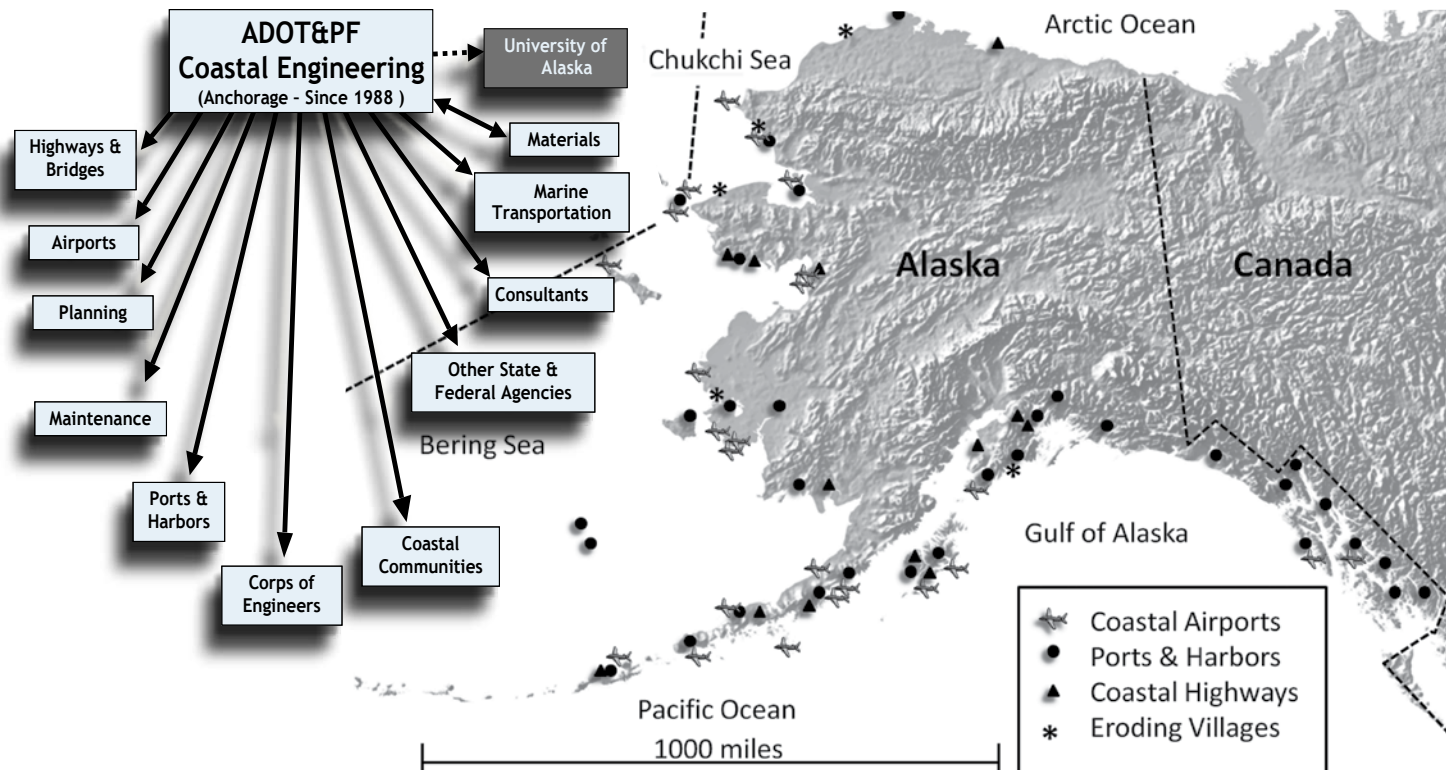 ADOT&PF
Coastal Engineering
(Anchorage - Since 1988 )
University of
Alaska
Highways &
Bridges
Airports
Planning
Maintenance
Ports &
Harbors
Corps of
Engineers
Coastal
Communities
Other State &
Federal Agencies
Consultants
Marine
Transportation
Materials
Chukchi Sea
Arctic Ocean
Alaska
Canada
Bering Sea
Gulf of Alaska
Pacific Ocean
1000 miles
Coastal Airports
Ports & Harbors
Coastal Highways
Eroding Villages